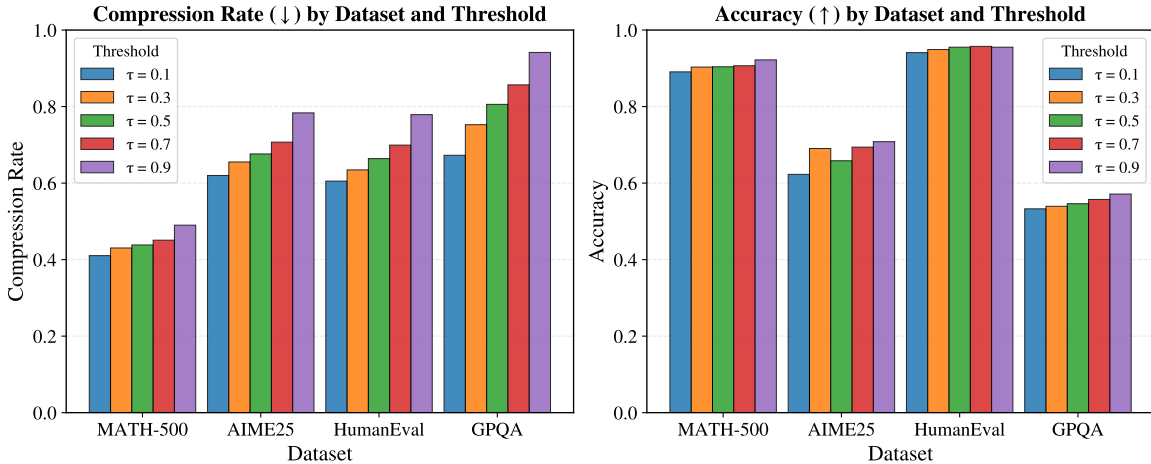 Compression Rate (↓) by Dataset and Threshold
Compression Rate
1.0
0.8
0.6
0.4
0.2
0.0
Threshold
τ = 0.1
τ = 0.3
τ = 0.5
τ = 0.7
τ = 0.9
MATH-500
AIME25
HumanEval
GPQA
Dataset
Accuracy (↑) by Dataset and Threshold
Accuracy
1.0
0.8
0.6
0.4
0.2
0.0
Threshold
τ = 0.1
τ = 0.3
τ = 0.5
τ = 0.7
τ = 0.9
MATH-500
AIME25
HumanEval
GPQA
Dataset